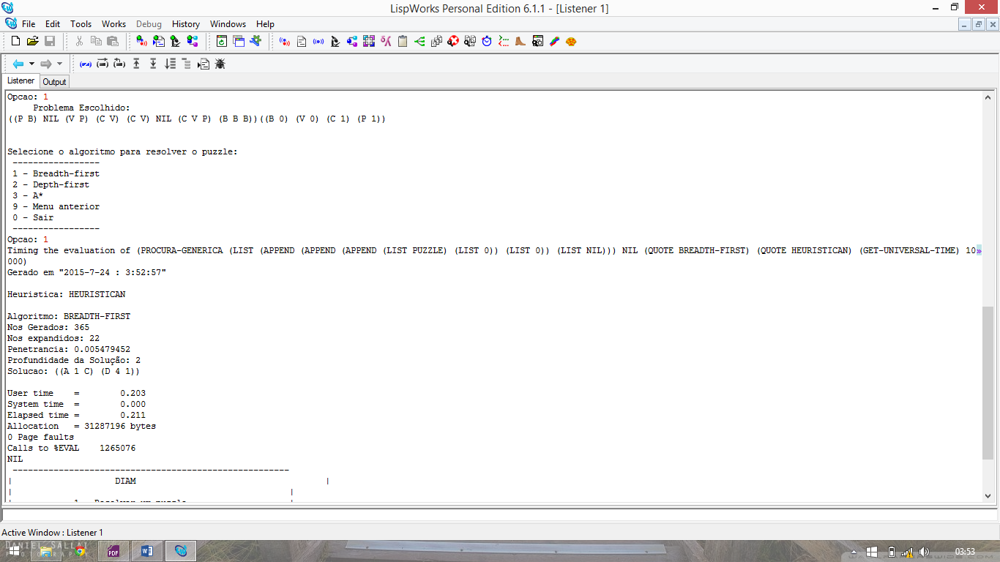 LispWorks Personal Edition 6.1.1 - [Listener 1]
File Edit Tools Works Debug History Windows Help
Listener Output
Opcao: 1
Problema Escolhido:
((P B) NIL (V P) (C V) (C V) NIL (C V P) (B B B))((B 0) (V 0) (C 1) (P 1))
Selecione o algoritmo para resolver o puzzle:
-----------------
1 - Breadth-first
2 - Depth-first
3 - A*
9 - Menu anterior
0 - Sair
-----------------
Opcao: 1
Timing the evaluation of (PROCURA-GENERICA (LIST (APPEND (APPEND (APPEND (LIST PUZZLE) (LIST 0)) (LIST 0)) (LIST NIL))) NIL (QUOTE BREADTH-FIRST) (QUOTE HEURISTICAN) (GET-UNIVERSAL-TIME) 10»
000)
Gerado em "2015-7-24 : 3:52:57"
Heuristica: HEURISTICAN
Algoritmo: BREADTH-FIRST
Nos Gerados: 365
Nos expandidos: 22
Penetrancia: 0.005479452
Profundidade da Solução: 2
Solucao: ((A 1 C) (D 4 1))
User time = 0.203
System time = 0.000
Elapsed time = 0.211
Allocation = 31287196 bytes
0 Page faults
Calls to %EVAL 1265076
NIL
------------------------------------------------------
| DIAM |
| |
Active Window : Listener 1
DANIEL SALLAI
PDF
03:53